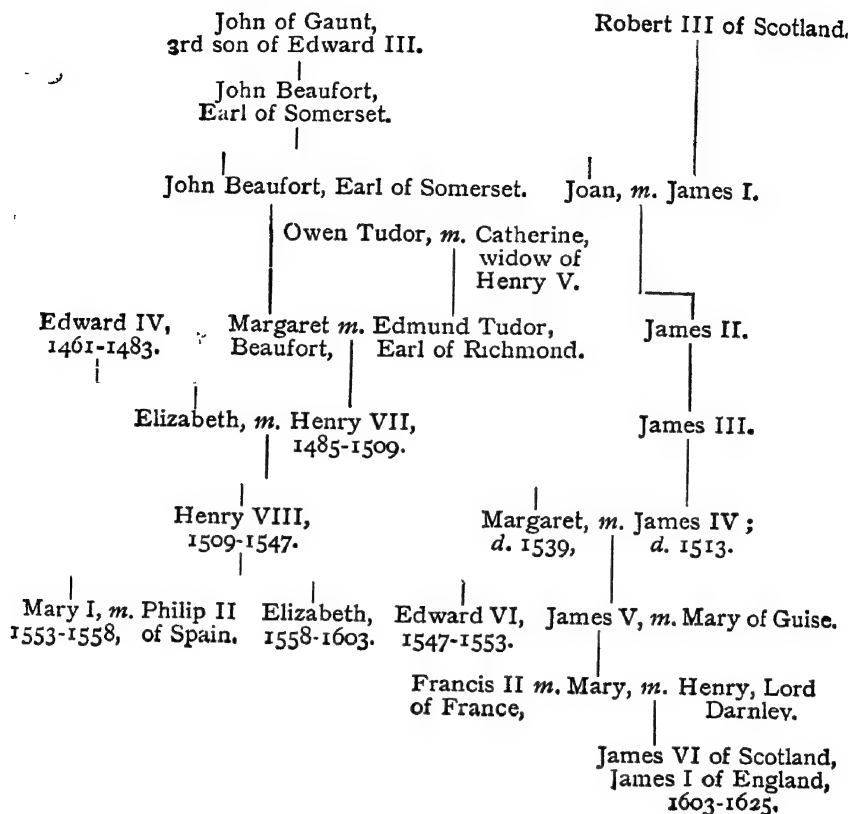 John of Gaunt,
3rd son of Edward III.
Robert III of Scotland.
John Beaufort,
Earl of Somerset.
John Beaufort, Earl of Somerset.
Joan, m. James I.
Owen Tudor, m. Catherine,
widow of
Henry V.
Edward IV,
1461-1483.
Margaret m. Edmund Tudor,
Beaufort, Earl of Richmond.
James II.
Elizabeth, m. Henry VII,
1485-1509.
James III.
Henry VIII,
1509-1547.
Margaret, m. James IV ;
d. 1539, d. 1513.
Mary I, m. Philip II
1553-1558, of Spain.
Elizabeth,
1558-1603.
Edward VI,
1547-1553.
James V, m. Mary of Guise.
Francis II m. Mary, m. Henry, Lord
of France, Darnley.
James VI of Scotland,
James I of England,
1603-1625.